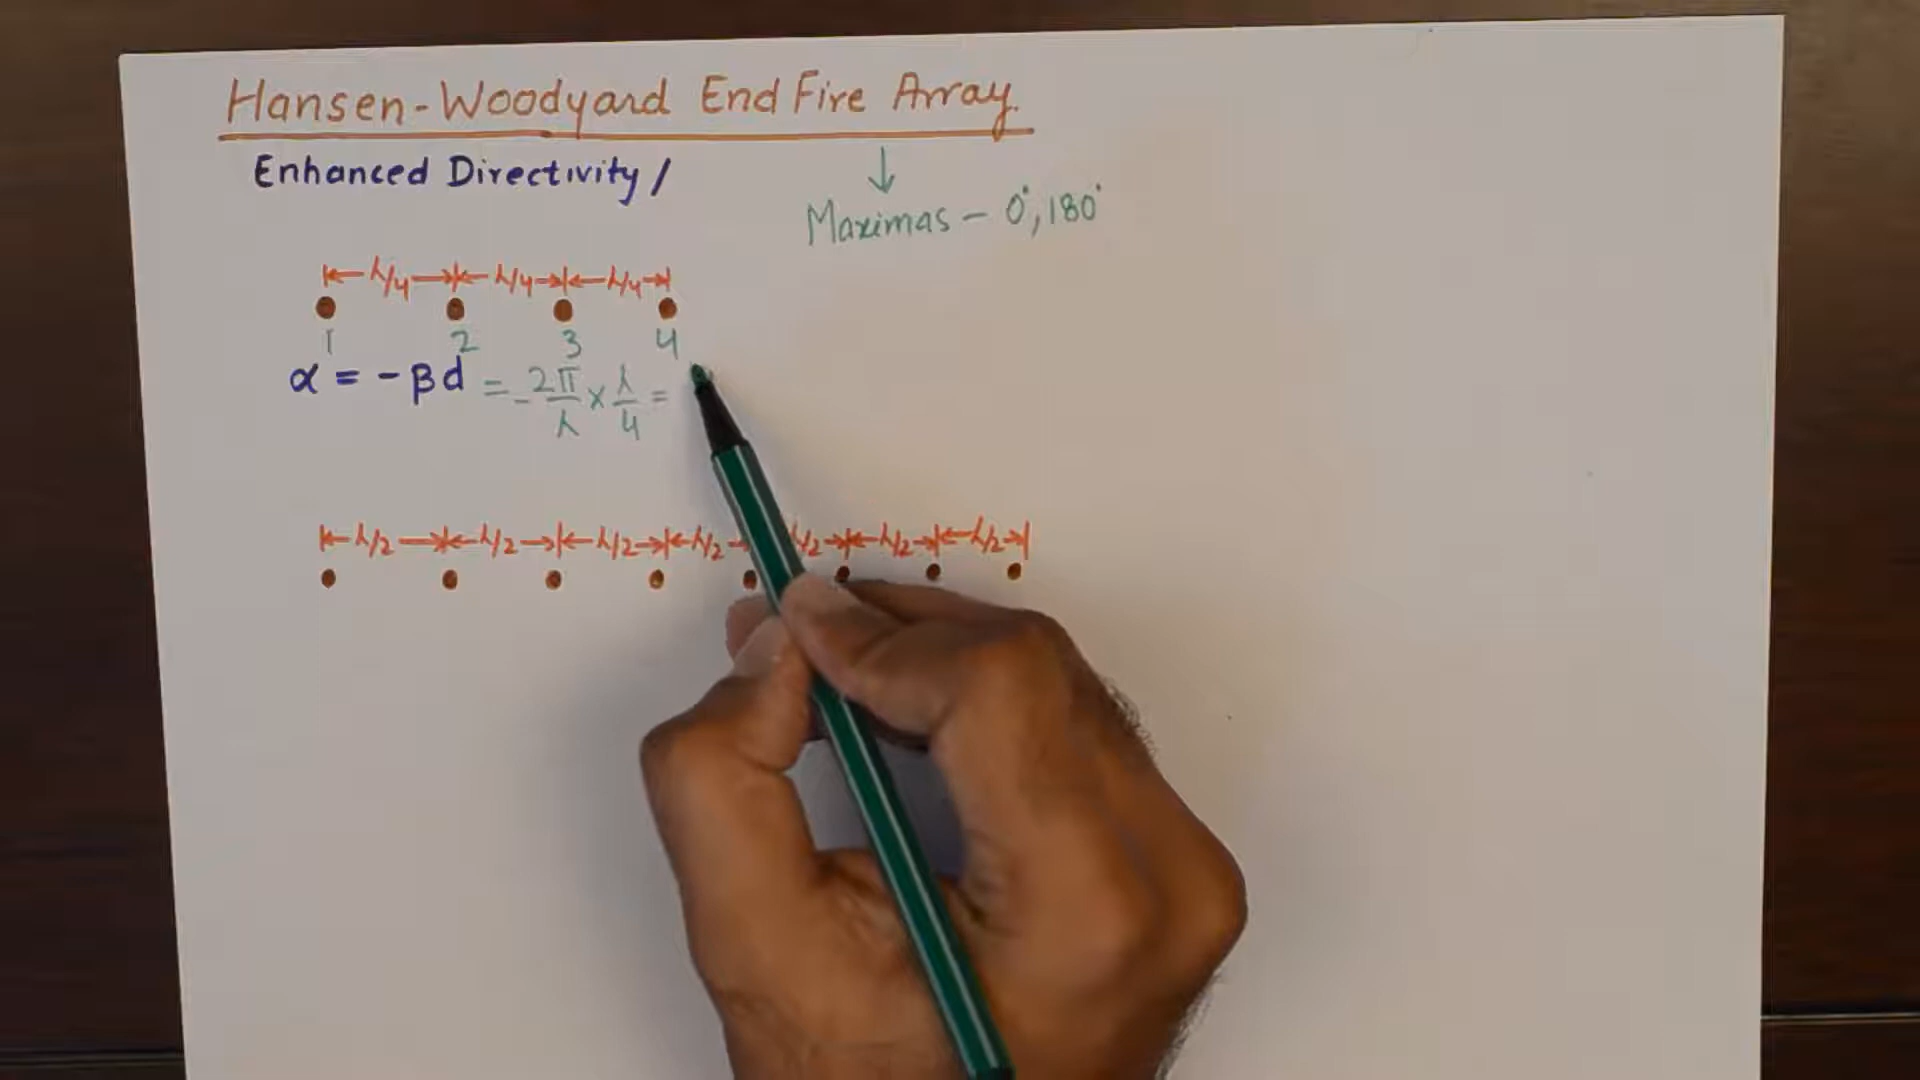 Hansen-Woodyard End Fire Array.
Enhanced Directivity /
↓
Maximas - 0°, 180°
λ/4 λ/4 λ/4
1 2 3 4
α = - βd = - 2π/λ × λ/4 =
λ/2 λ/2 λ/2 λ/2 λ/2 λ/2 λ/2